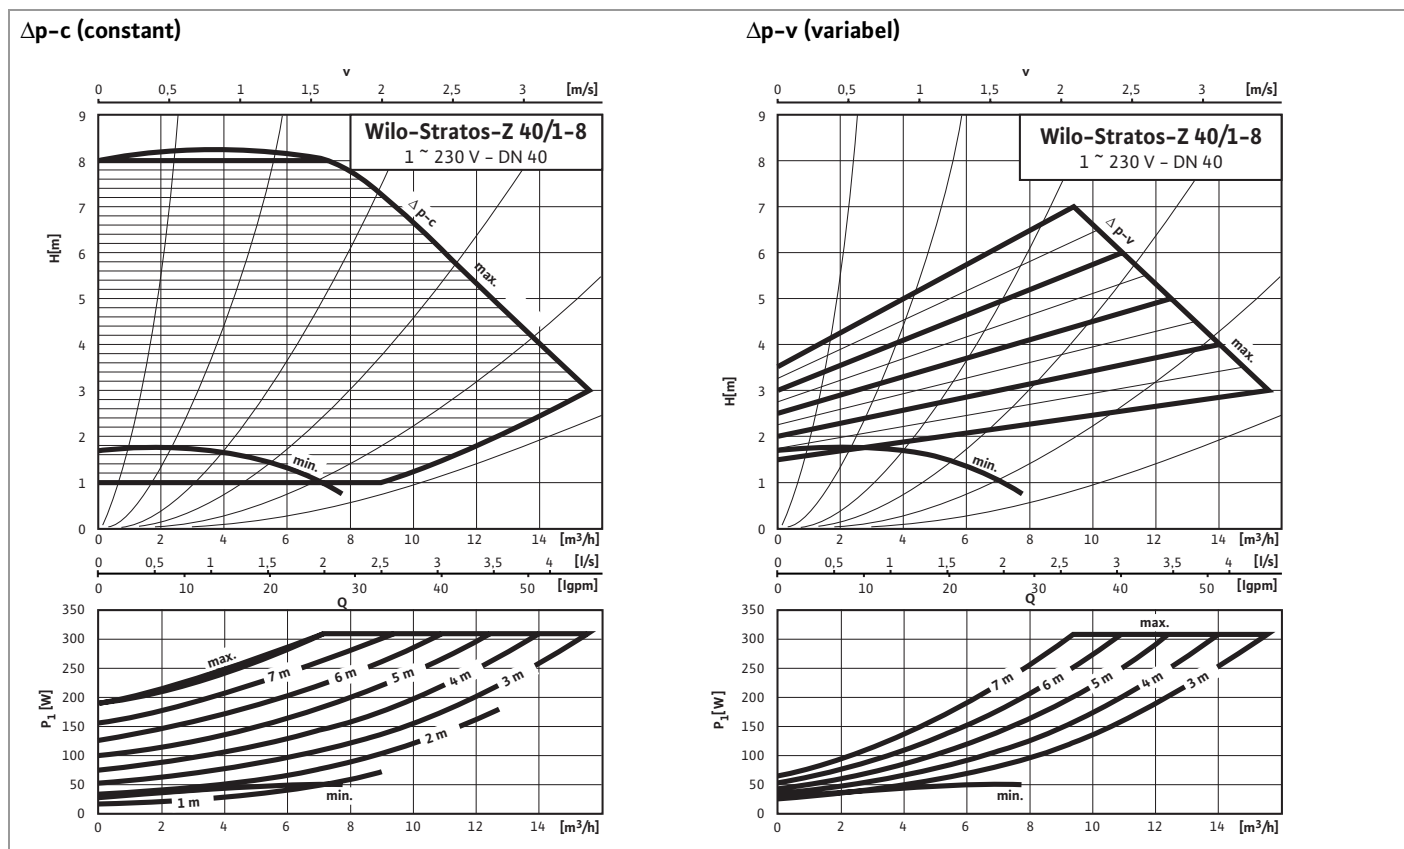 Δp-c (constant)
v
0 0,5 1 1,5 2 2,5 3 [m/s]
9
8
7
6
5
4
3
2
1
0
H[m]
Wilo-Stratos-Z 40/1-8
1 ~ 230 V - DN 40
Δp-c
max.
min.
0 2 4 6 8 10 12 14 [m³/h]
0 0,5 1 1,5 2 2,5 3 3,5 4 [l/s]
0 10 20 30 40 50 [Igpm]
Q
350
300
250
200
150
100
50
0
P₁ [W]
max.
7 m
6 m
5 m
4 m
3 m
2 m
1 m
min.
0 2 4 6 8 10 12 14 [m³/h]
Δp-v (variabel)
v
0 0,5 1 1,5 2 2,5 3 [m/s]
9
8
7
6
5
4
3
2
1
0
H[m]
Wilo-Stratos-Z 40/1-8
1 ~ 230 V - DN 40
Δp-v
max.
min.
0 2 4 6 8 10 12 14 [m³/h]
0 0,5 1 1,5 2 2,5 3 3,5 4 [l/s]
0 10 20 30 40 50 [Igpm]
Q
350
300
250
200
150
100
50
0
P₁[W]
max.
7 m
6 m
5 m
4 m
3 m
min.
0 2 4 6 8 10 12 14 [m³/h]